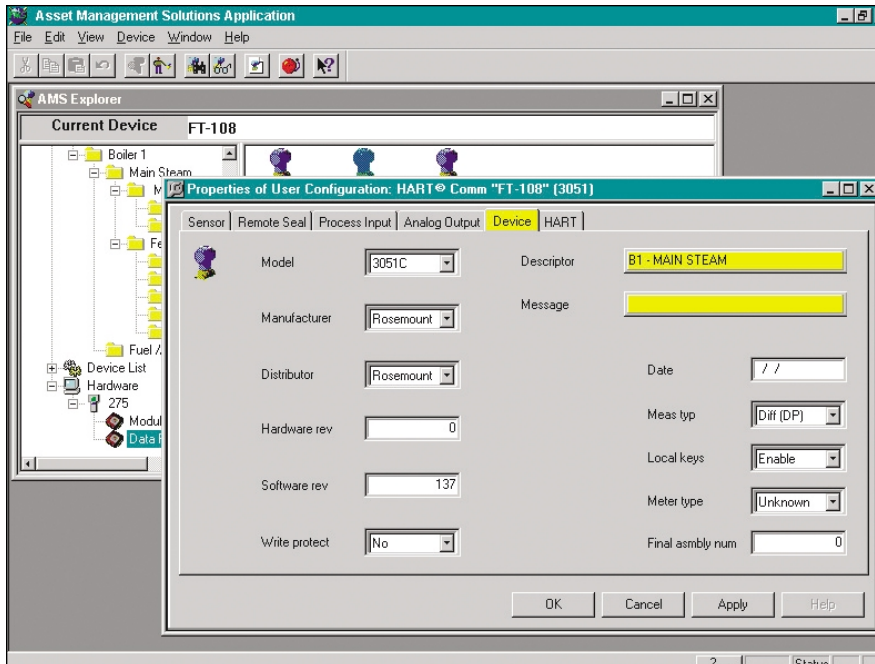 Asset Management Solutions Application
File Edit View Device Window Help
AMS Explorer
Current Device FT-108
Boiler 1
Main Steam
M
Fe
Fuel /
Device List
Hardware
275
Modul
Data
Properties of User Configuration: HART® Comm "FT-108" (3051)
Sensor Remote Seal Process Input Analog Output Device HART
Model 3051C
Descriptor B1 - MAIN STEAM
Message
Manufacturer Rosemount
Distributor Rosemount
Date / /
Meas typ Diff (DP)
Hardware rev 0
Local keys Enable
Software rev 137
Meter type Unknown
Write protect No
Final asmbly num 0
OK Cancel Apply Help
? Status